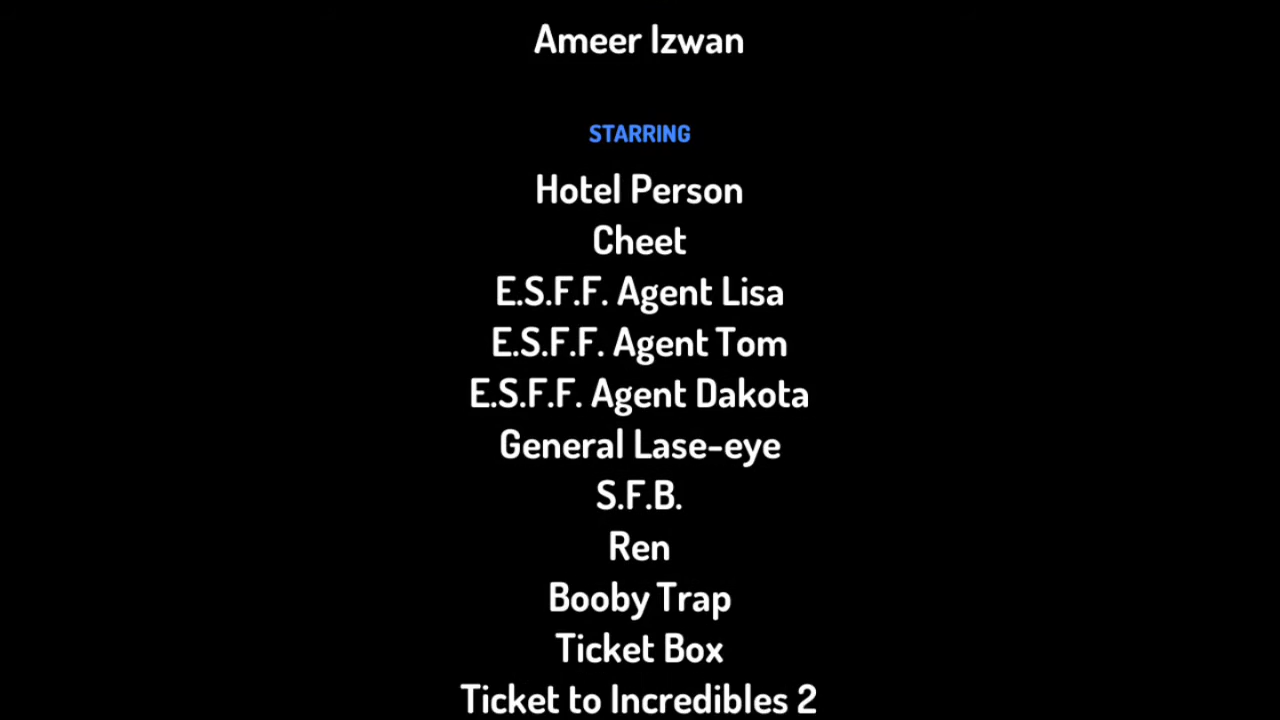 Ameer Izwan
STARRING
Hotel Person
Cheet
E.S.F.F. Agent Lisa
E.S.F.F. Agent Tom
E.S.F.F. Agent Dakota
General Lase-eye
S.F.B.
Ren
Booby Trap
Ticket Box
Ticket to Incredibles 2